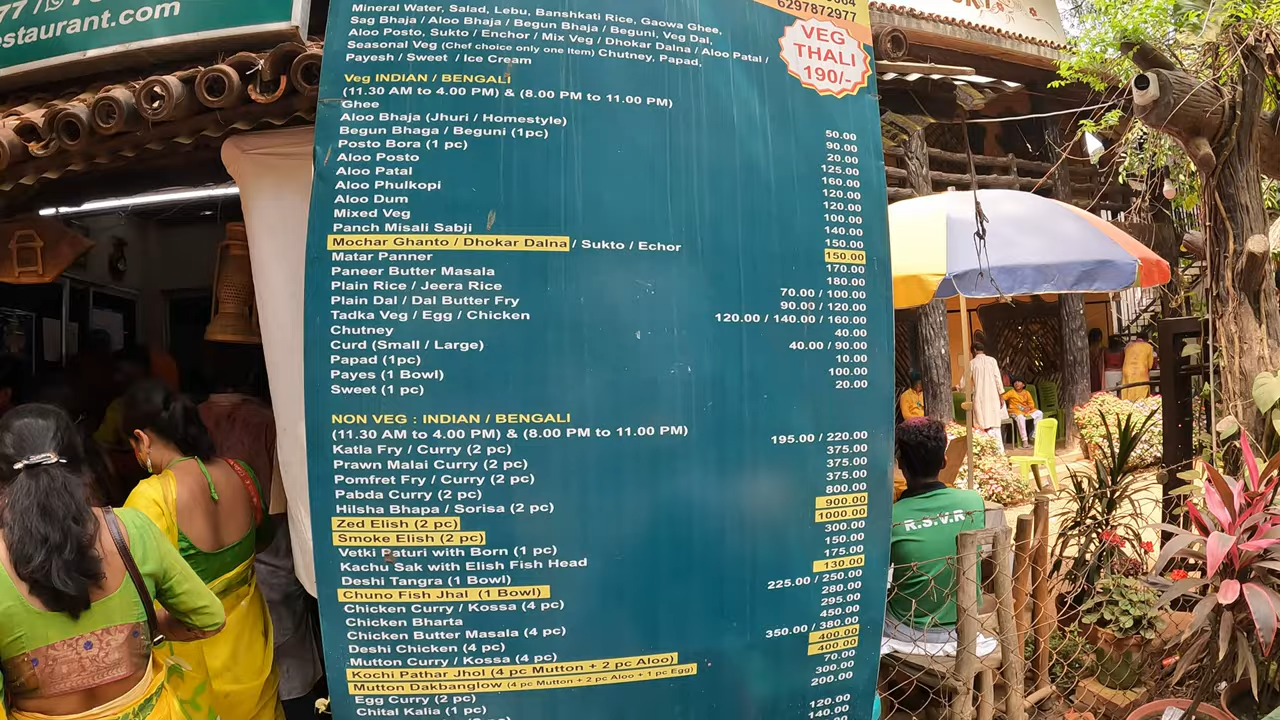 77 /
estaurant.com
6297872977
Mineral Water, Salad, Lebu, Banshkati Rice, Gaowa Ghee,
Sag Bhaja / Aloo Bhaja / Begun Bhaja / Beguni, Veg Dal,
Aloo Posto, Sukto / Enchor / Mix Veg / Dhokar Dalna / Aloo Patal /
Seasonal Veg (Chef choice only one item) Chutney, Papad,
Payesh / Sweet / Ice Cream
VEG
THALI
190/-
Veg INDIAN / BENGALI
(11.30 AM to 4.00 PM) & (8.00 PM to 11.00 PM)
Ghee
Aloo Bhaja (Jhuri / Homestyle) 50.00
Begun Bhaga / Beguni (1pc) 90.00
Posto Bora (1 pc) 20.00
Aloo Posto 125.00
Aloo Patal 160.00
Aloo Phulkopi 120.00
Aloo Dum 120.00
Mixed Veg 100.00
Panch Misali Sabji 140.00
Mochar Ghanto / Dhokar Dalna / Sukto / Echor 150.00
Matar Panner 150.00
Paneer Butter Masala 170.00
Plain Rice / Jeera Rice 180.00
Plain Dal / Dal Butter Fry 70.00 / 100.00
Tadka Veg / Egg / Chicken 90.00 / 120.00
Chutney 120.00 / 140.00 / 160.00
Curd (Small / Large) 40.00
Papad (1pc) 40.00 / 90.00
Payes (1 Bowl) 10.00
Sweet (1 pc) 100.00
20.00
NON VEG : INDIAN / BENGALI
(11.30 AM to 4.00 PM) & (8.00 PM to 11.00 PM)
Katla Fry / Curry (2 pc) 195.00 / 220.00
Prawn Malai Curry (2 pc) 375.00
Pomfret Fry / Curry (2 pc) 375.00
Pabda Curry (2 pc) 375.00
Hilsha Bhapa / Sorisa (2 pc) 800.00
Zed Elish (2 pc) 900.00
Smoke Elish (2 pc) 1000.00
Vetki Paturi with Born (1 pc) 300.00
Kachu Sak with Elish Fish Head 150.00
Deshi Tangra (1 Bowl) 175.00
Chuno Fish Jhal (1 Bowl) 130.00
Chicken Curry / Kossa (4 pc) 225.00 / 250.00
Chicken Bharta 280.00
Chicken Butter Masala (4 pc) 295.00
Deshi Chicken (4 pc) 450.00
Mutton Curry / Kossa (4 pc) 350.00 / 380.00
Kochi Pathar Jhol (4 pc Mutton + 2 pc Aloo) 400.00
Mutton Dakbanglow (4 pc Mutton + 2 pc Aloo + 1 pc Egg) 400.00
Egg Curry (2 pc) 70.00
Chital Kalia (1 pc) 300.00
200.00
120.00
140.00
R.S.V.R